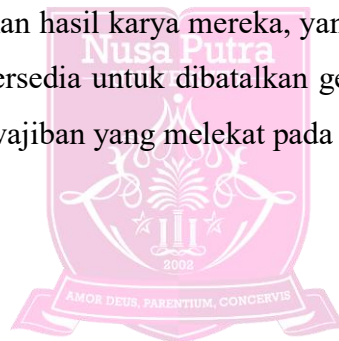 an hasil karya mereka, yan
Nusa Putra
ersedia untuk dibatalkan ge
ajiban yang melekat pada
2002
AMOR DEUS, PARENTIUM, CONCERVIS